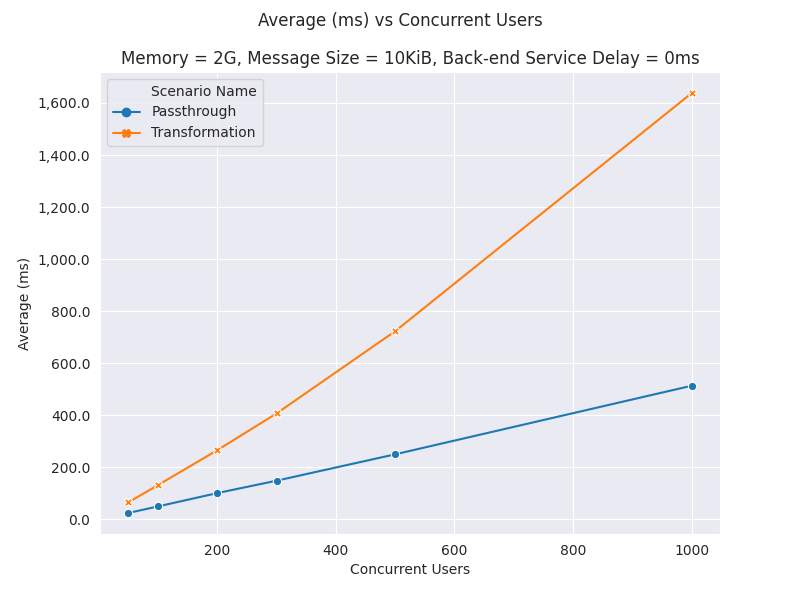 Average (ms) vs Concurrent Users
Memory = 2G, Message Size = 10KiB, Back-end Service Delay = 0ms
Scenario Name
Passthrough
Transformation
1,600.0
1,400.0
1,200.0
1,000.0
800.0
600.0
400.0
200.0
0.0
Average (ms)
200 400 600 800 1000
Concurrent Users